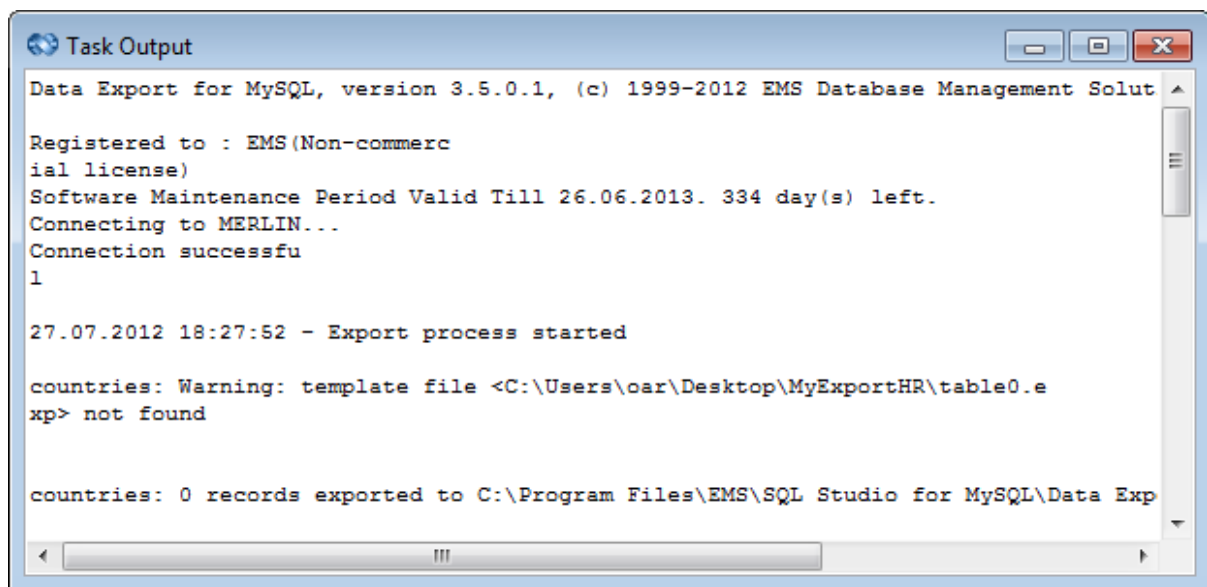 Task Output
Data Export for MySQL, version 3.5.0.1, (c) 1999-2012 EMS Database Management Solut
Registered to : EMS(Non-commerc
ial license)
Software Maintenance Period Valid Till 26.06.2013. 334 day(s) left.
Connecting to MERLIN...
Connection successfu
l
27.07.2012 18:27:52 - Export process started
countries: Warning: template file <C:\Users\oar\Desktop\MyExportHR\table0.e
xp> not found
countries: 0 records exported to C:\Program Files\EMS\SQL Studio for MySQL\Data Exp